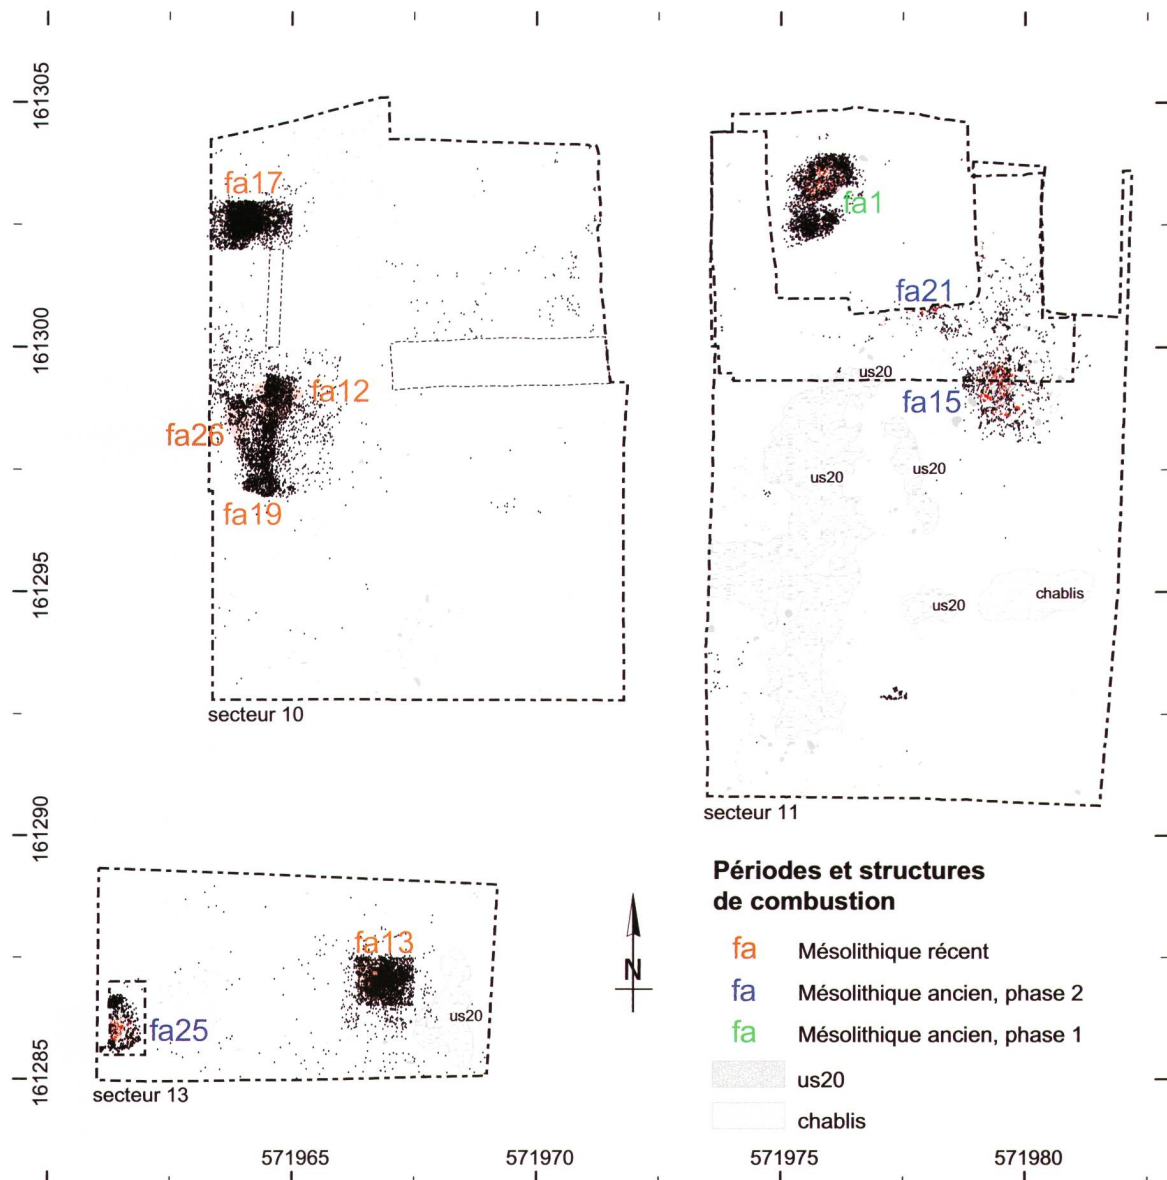 161305
161300
161295
161290
161285
fa17
fa12
fa26
fa19
secteur 10
fa1
fa21
us20
fa15
us20
us20
us20
chablis
secteur 11
fa13
fa25
us20
secteur 13
N
Périodes et structures
de combustion
fa Mésolithique récent
fa Mésolithique ancien, phase 2
fa Mésolithique ancien, phase 1
us20
chablis
571965
571970
571975
571980